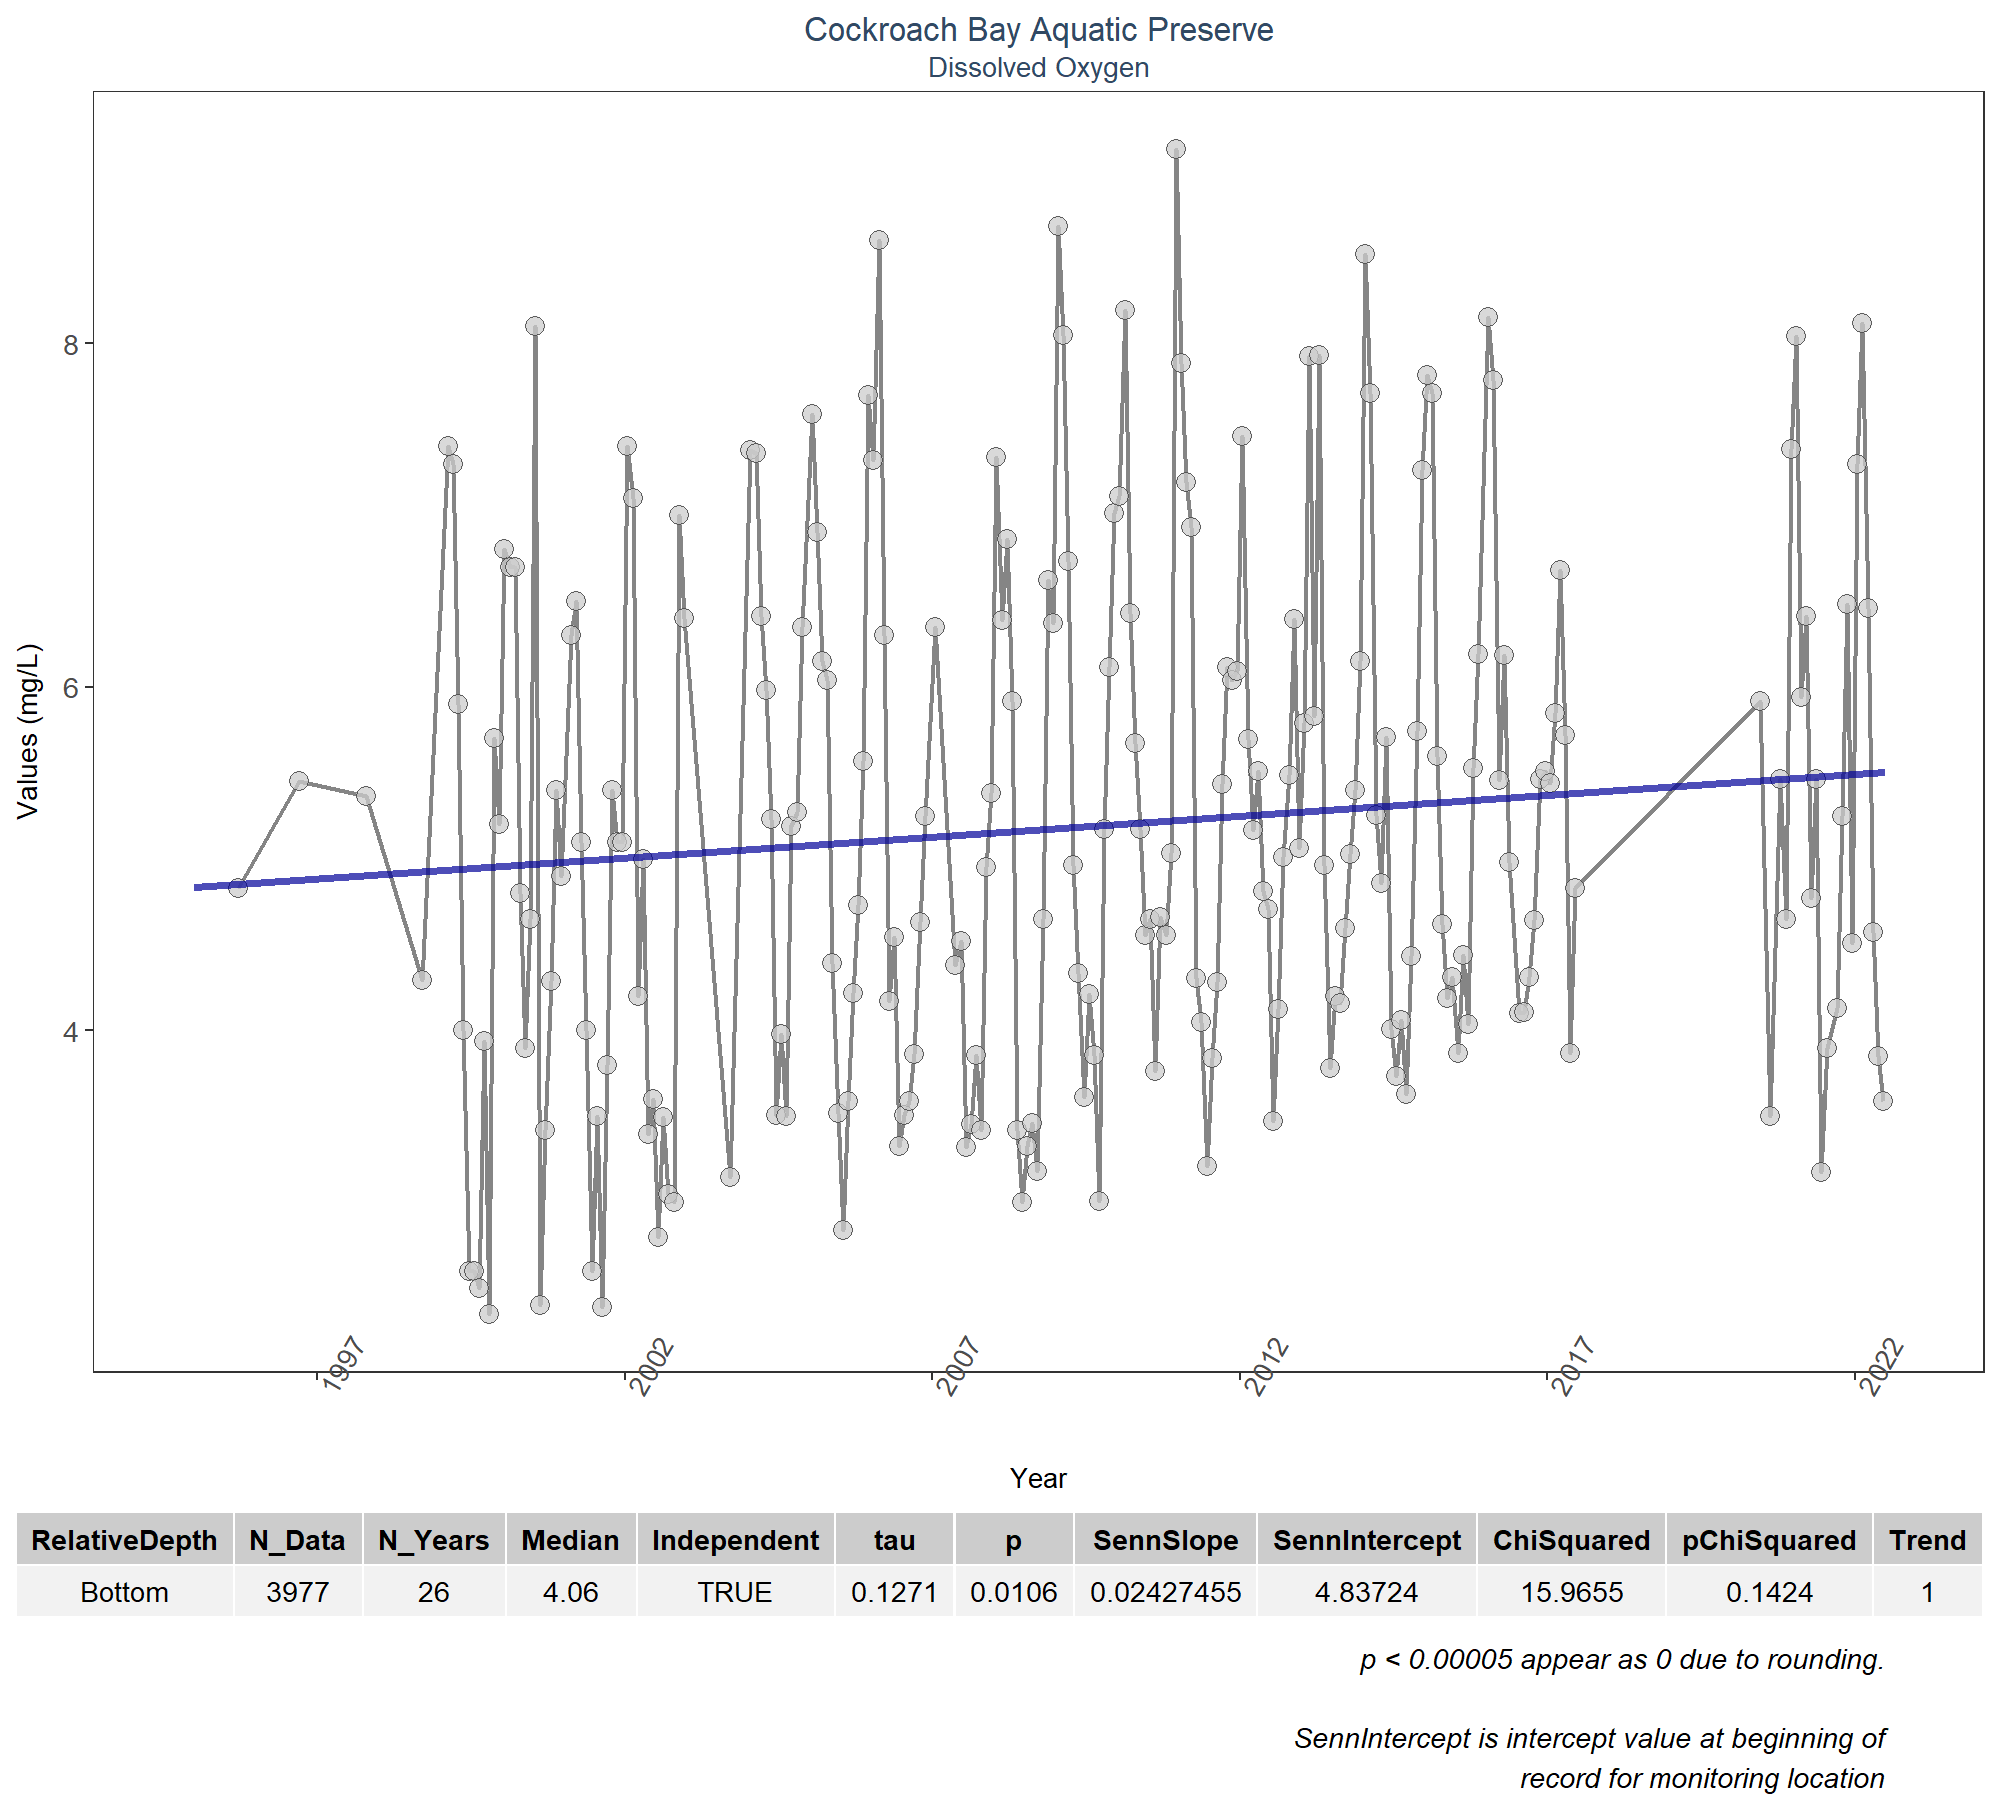 Cockroach Bay Aquatic Preserve
Dissolved Oxygen
Values (mg/L)
8
6
4
1997 2002 2007 2012 2017 2022
Year
RelativeDepth N_Data N_Years Median Independent tau p SennSlope SennIntercept ChiSquared pChiSquared Trend
Bottom 3977 26 4.06 TRUE 0.1271 0.0106 0.02427455 4.83724 15.9655 0.1424 1
p < 0.00005 appear as 0 due to rounding.
SennIntercept is intercept value at beginning of
record for monitoring location